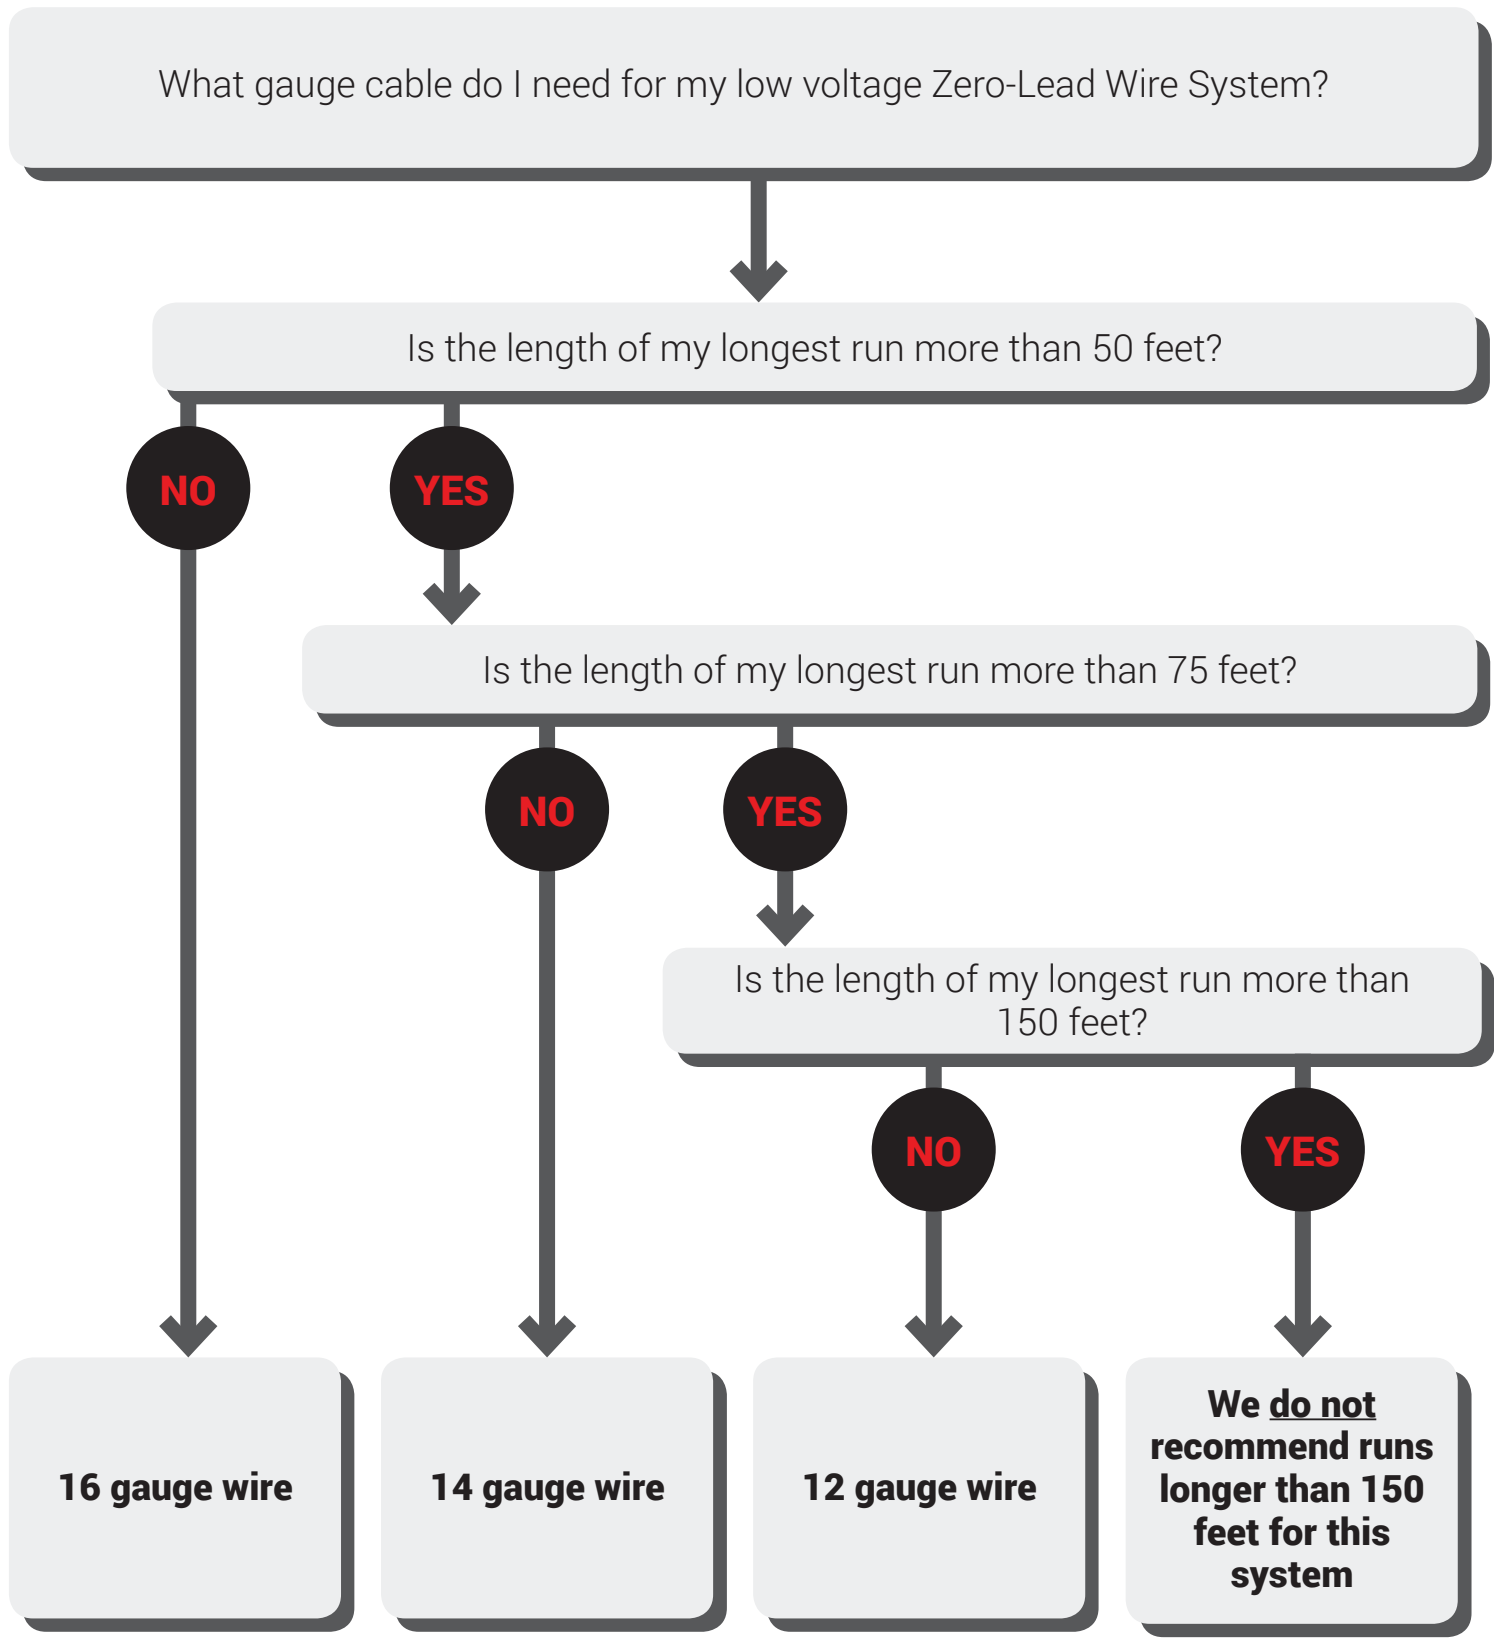 What gauge cable do I need for my low voltage Zero-Lead Wire System?
Is the length of my longest run more than 50 feet?
NO
YES
Is the length of my longest run more than 75 feet?
NO
YES
Is the length of my longest run more than
150 feet?
NO
YES
16 gauge wire
14 gauge wire
12 gauge wire
We do not
recommend runs
longer than 150
feet for this
system